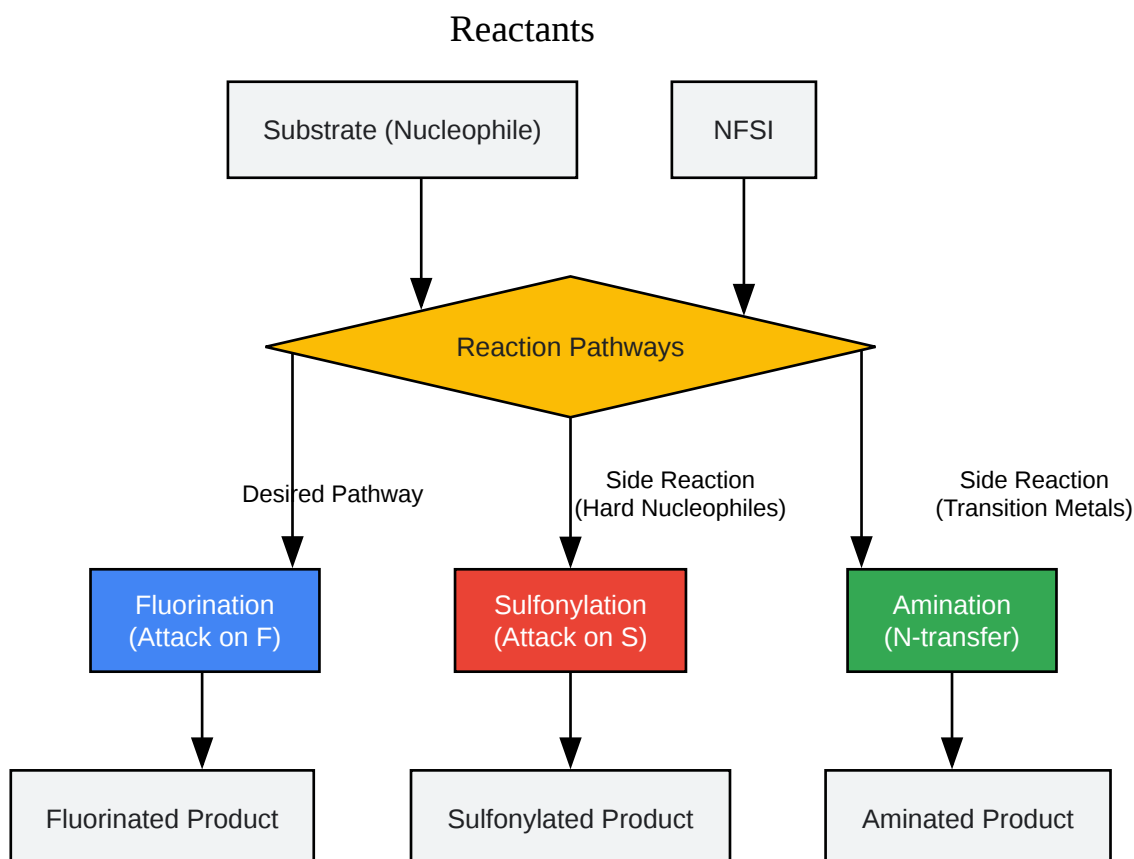 Reactants
Substrate (Nucleophile)
NFSI
Reaction Pathways
Desired Pathway
Side Reaction
(Hard Nucleophiles)
Side Reaction
(Transition Metals)
Fluorination
(Attack on F)
Sulfonylation
(Attack on S)
Amination
(N-transfer)
Fluorinated Product
Sulfonylated Product
Aminated Product